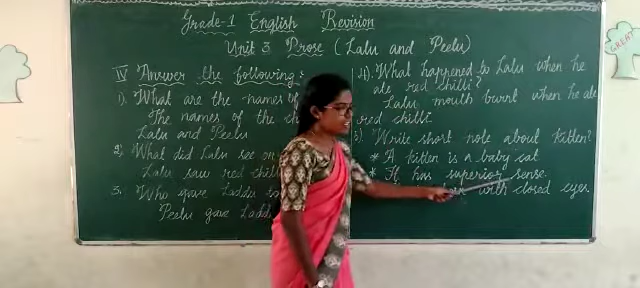 Grade-1 English Revision
Unit 3 Prose (Lalu and Peelu)
IV Answer the following:
1). What are the names of
The names of the ch
Lalu and Peelu
2) What did Lalu see on
Lalu saw red chilli
3. Who gave Laddu to
Peelu gave Ladd
4). What happened to Lalu when he
ate red chilli?
Lalu mouth burnt when he ate
red chilli.
5). Write short note about kitten?
* A kitten is a baby cat
* It has superior sense
with closed eyes
GREAT